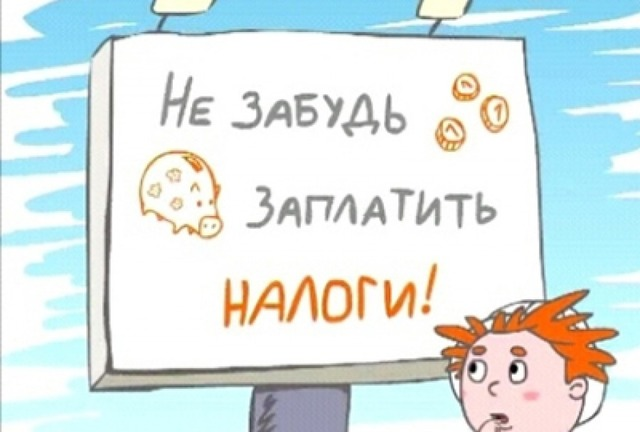 Не забудь
заплатить
налоги!